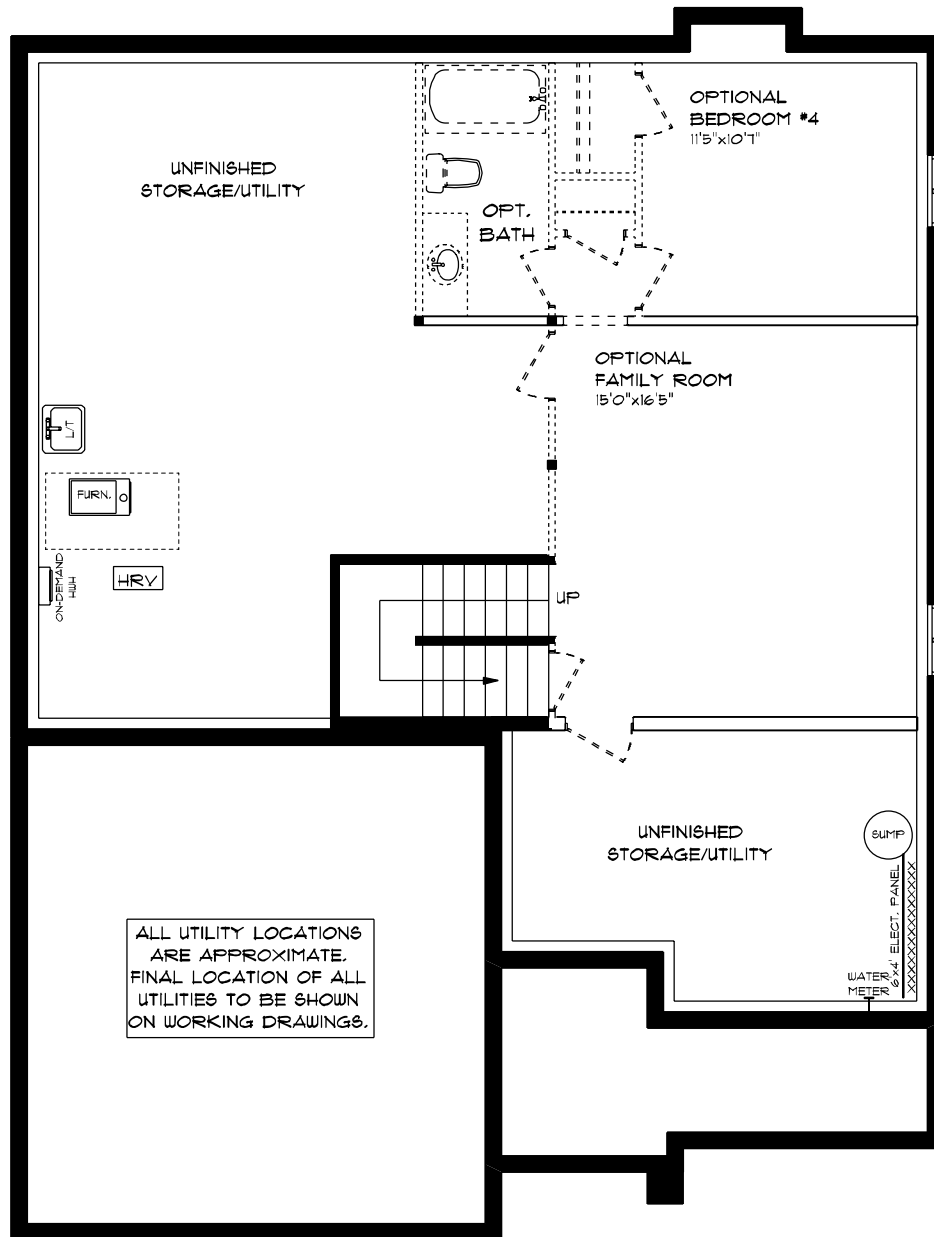 OPTIONAL
BEDROOM #4
11'5"x10'7"
UNFINISHED
STORAGE/UTILITY
OPT.
BATH
OPTIONAL
FAMILY ROOM
15'0"x16'5"
L/T
FURN.
ON-DEMAND
HWH
HRV
UP
UNFINISHED
STORAGE/UTILITY
SUMP
6'x4' ELECT. PANEL
WATER
METER
ALL UTILITY LOCATIONS
ARE APPROXIMATE.
FINAL LOCATION OF ALL
UTILITIES TO BE SHOWN
ON WORKING DRAWINGS.